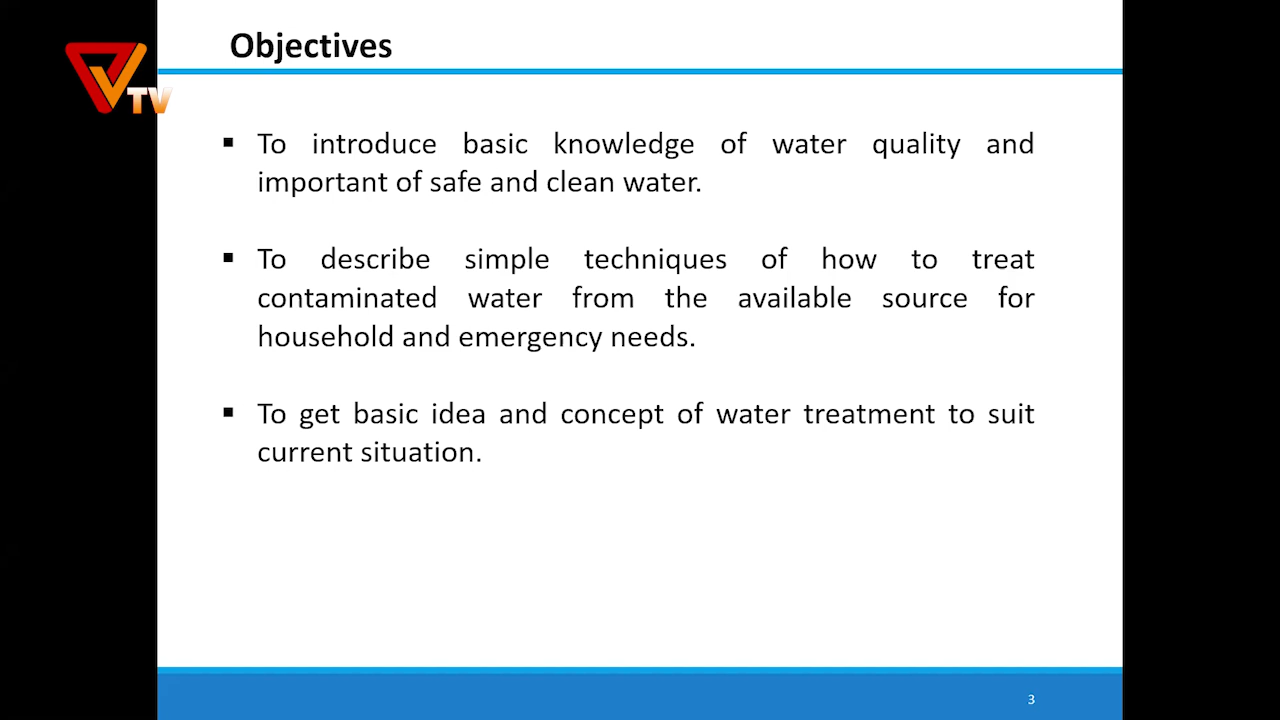 Objectives
TV
▪ To introduce basic knowledge of water quality and
important of safe and clean water.
▪ To describe simple techniques of how to treat
contaminated water from the available source for
household and emergency needs.
▪ To get basic idea and concept of water treatment to suit
current situation.
3